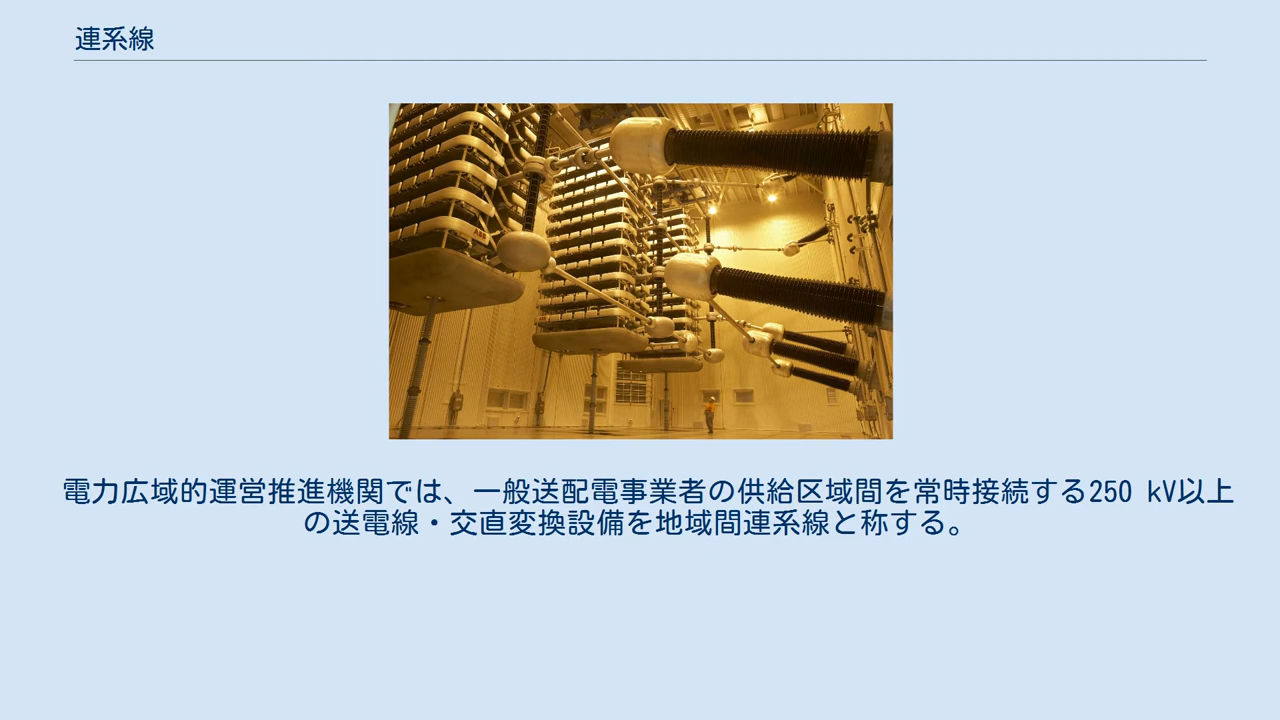 連系線
ABB
電力広域的運営推進機関では、一般送配電事業者の供給区域間を常時接続する250 kV以上
の送電線・交直変換設備を地域間連系線と称する。